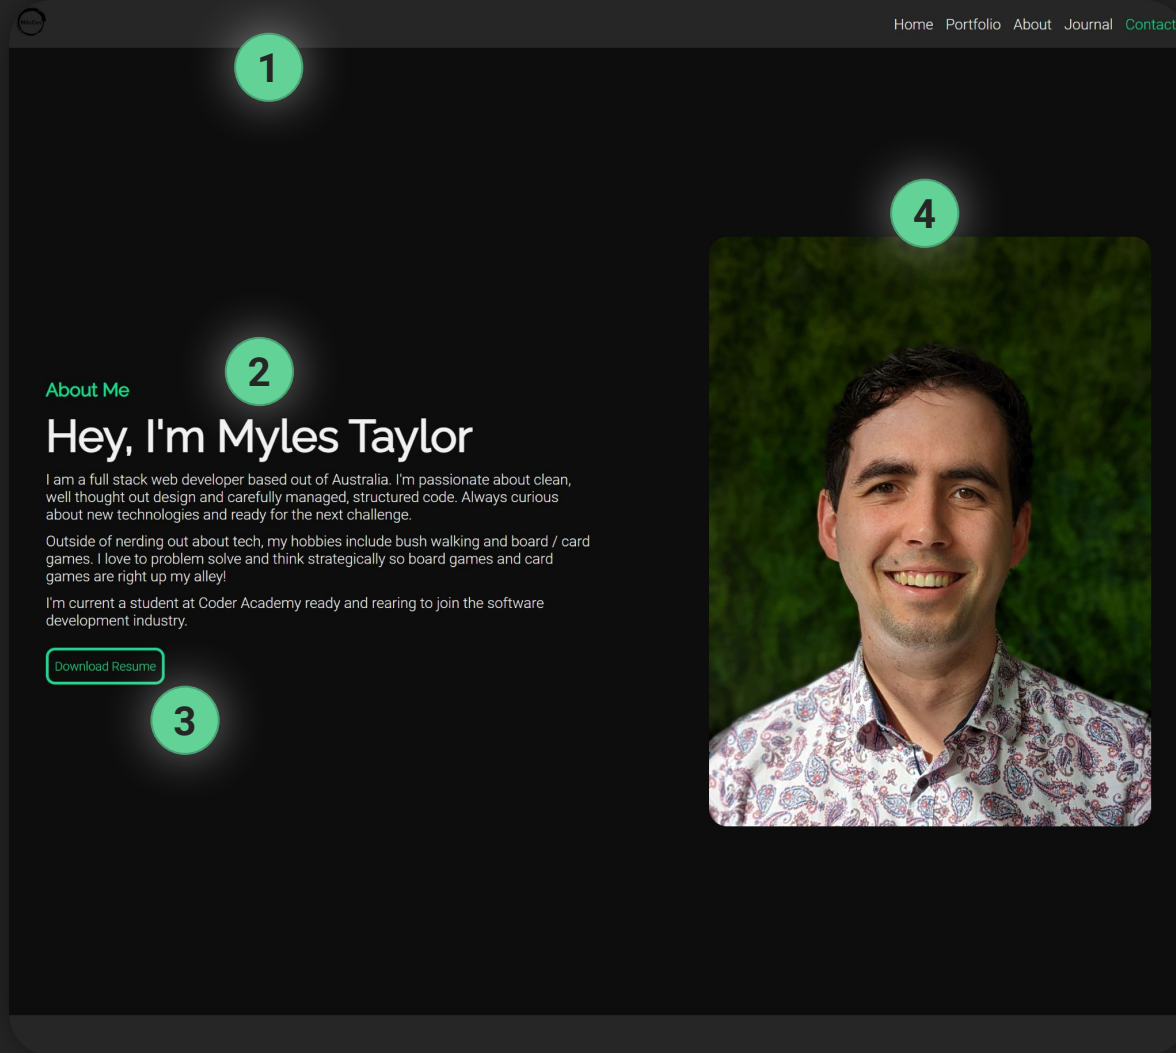 Home Portfolio About Journal Contact
1
4
2
About Me
Hey, I'm Myles Taylor
I am a full stack web developer based out of Australia. I'm passionate about clean,
well thought out design and carefully managed, structured code. Always curious
about new technologies and ready for the next challenge.
Outside of nerding out about tech, my hobbies include bush walking and board / card
games. I love to problem solve and think strategically so board games and card
games are right up my alley!
I'm current a student at Coder Academy ready and rearing to join the software
development industry.
Download Resume
3